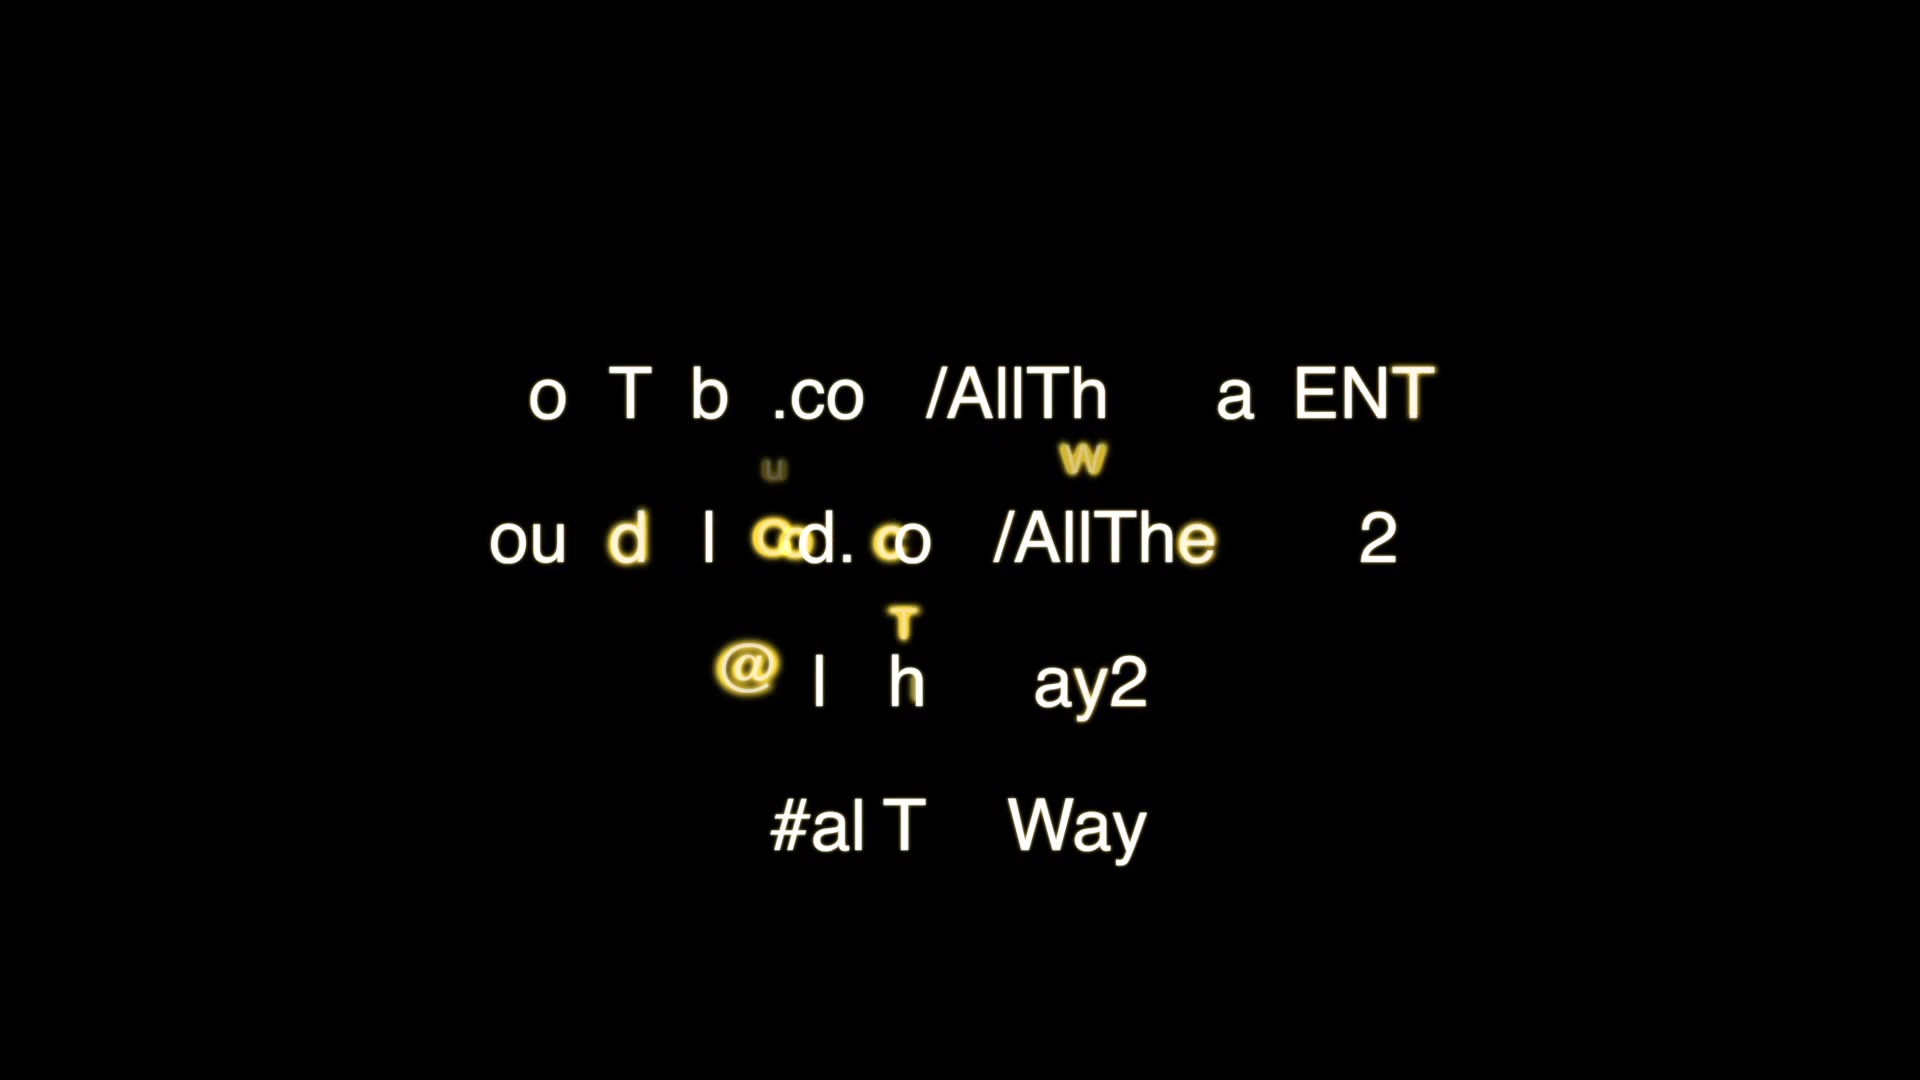 o T b .co /AllTh a ENT
u w
ou d l C o d. c o /AllThe 2
T
@ l h ay2
#al T Way